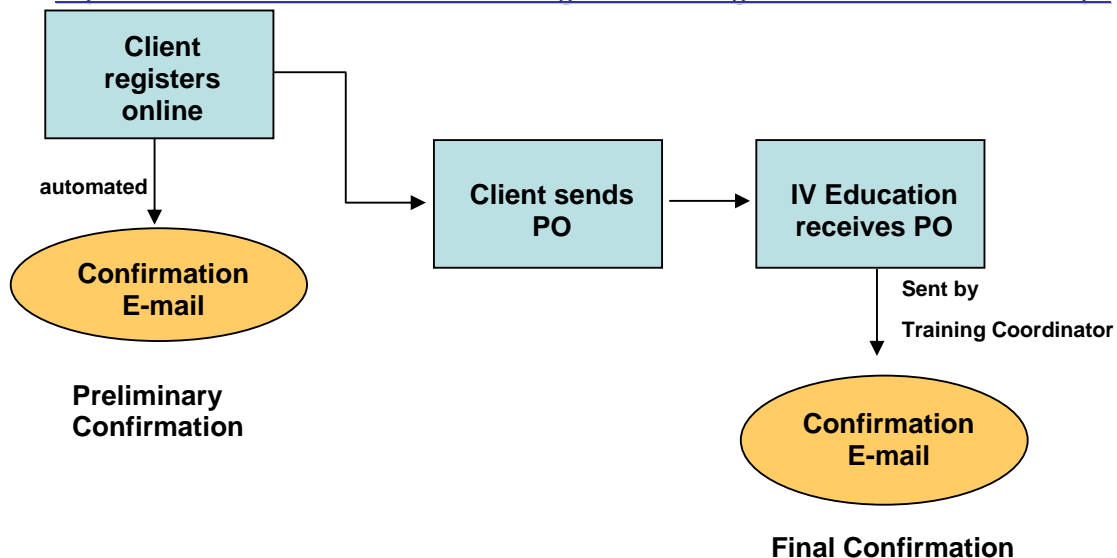 Client
registers
online
automated
Client sends
PO
IV Education
receives PO
Confirmation
E-mail
Sent by
Training Coordinator
Preliminary
Confirmation
Confirmation
E-mail
Final Confirmation